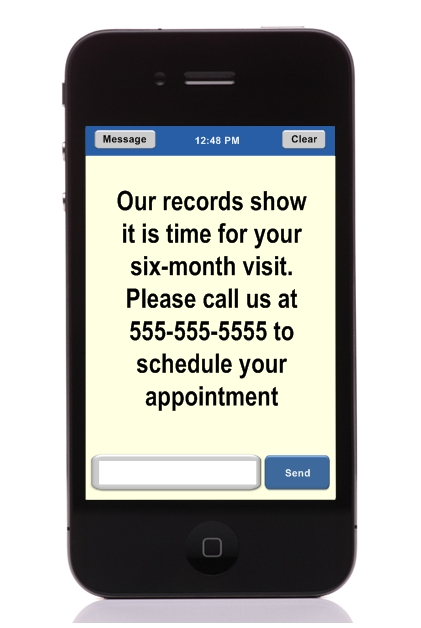 Message 12:48 PM Clear
Our records show
it is time for your
six-month visit.
Please call us at
555-555-5555 to
schedule your
appointment
Send